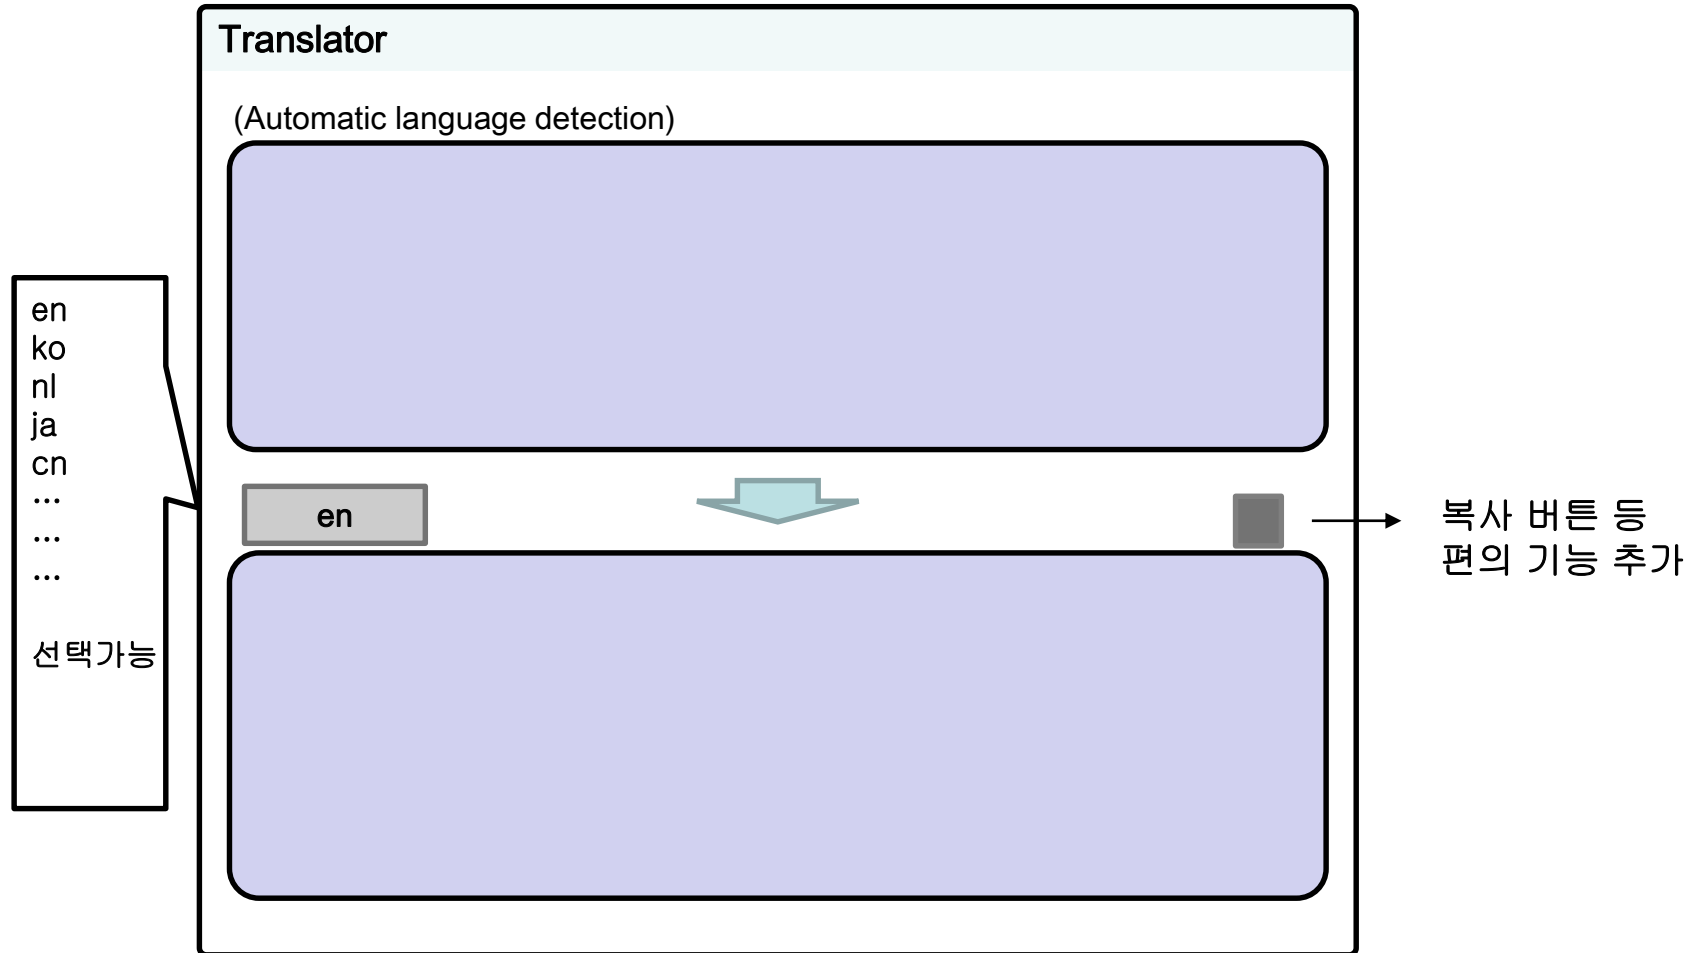 Translator
(Automatic language detection)
en
ko
nl
ja
cn
...
...
...
선택가능
en
복사 버튼 등
편의 기능 추가